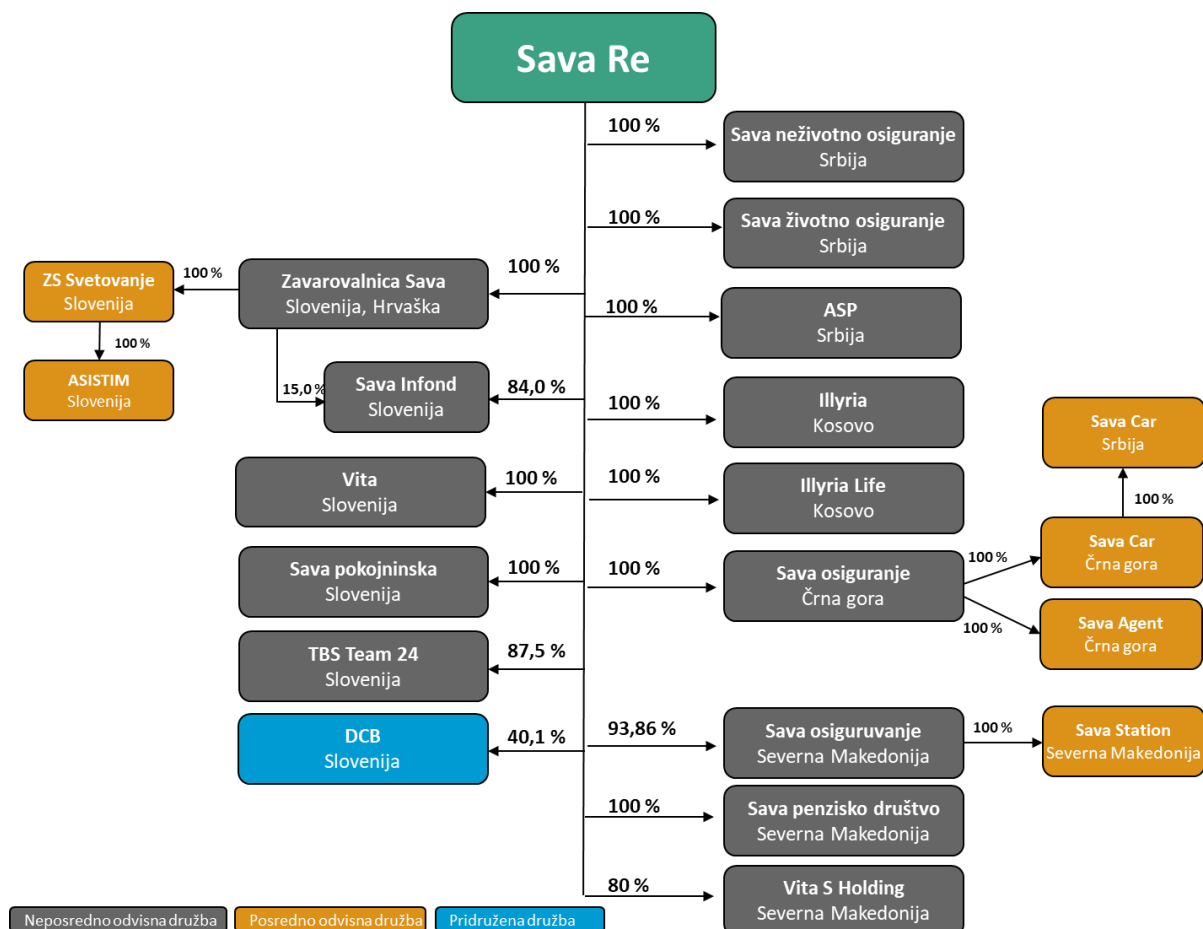 Sava Re
100 %
Sava neživotno osiguranje
Srbija
100 %
Sava životno osiguranje
Srbija
ZS Svetovanje
Slovenija
100 %
Zavarovalnica Sava
Slovenija, Hrvaška
100 %
100 %
ASP
Srbija
100 %
ASISTIM
Slovenija
15,0 %
Sava Infond
Slovenija
84,0 %
100 %
Illyria
Kosovo
Sava Car
Srbija
100 %
Vita
Slovenija
100 %
100 %
Illyria Life
Kosovo
Sava pokojninska
Slovenija
100 %
100 %
Sava osiguranje
Črna gora
100 %
Sava Car
Črna gora
100 %
Sava Agent
Črna gora
TBS Team 24
Slovenija
87,5 %
DCB
Slovenija
40,1 %
93,86 %
Sava osiguruvanje
Severna Makedonija
100 %
Sava Station
Severna Makedonija
100 %
Sava penzisko društvo
Severna Makedonija
80 %
Vita S Holding
Severna Makedonija
Neposredno odvisna družba
Posredno odvisna družba
Pridružena družba